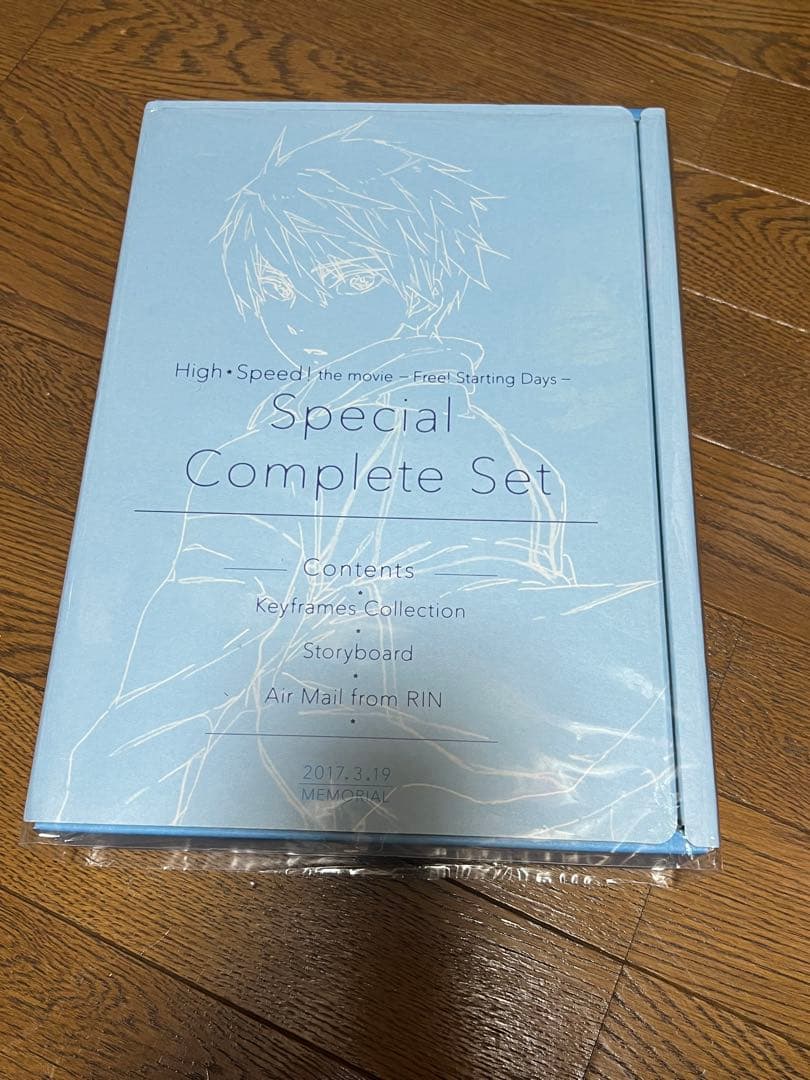 High★Speed! the movie – Free! Starting Days –
Special
Complete Set
Contents
Keyframes Collection
Storyboard
Air Mail from RIN
2017.3.19
MEMORIAL